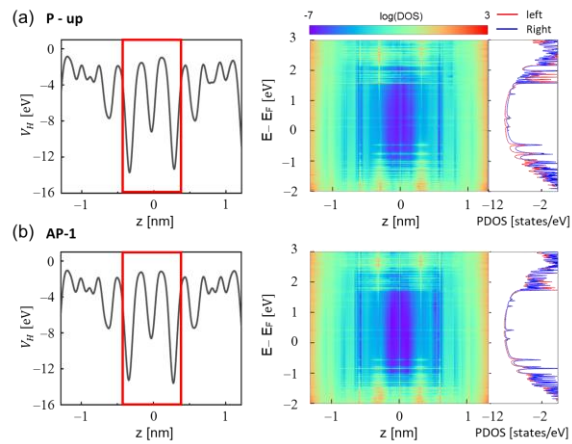 (a) P - up
0
-4
-8
-12
-16
V_H [eV]
-1 0 1
z [nm]
-7 log(DOS) 3
left
Right
3
2
1
0
-1
-2
E- E_F [eV]
-1 0 1
z [nm]
-12 -2
PDOS [states/eV]
(b) AP-1
0
-4
-8
-12
-16
V_H [eV]
-1 0 1
z [nm]
3
2
1
0
-1
-2
E- E_F [eV]
-1 0 1
z [nm]
-12 -2
PDOS [states/eV]